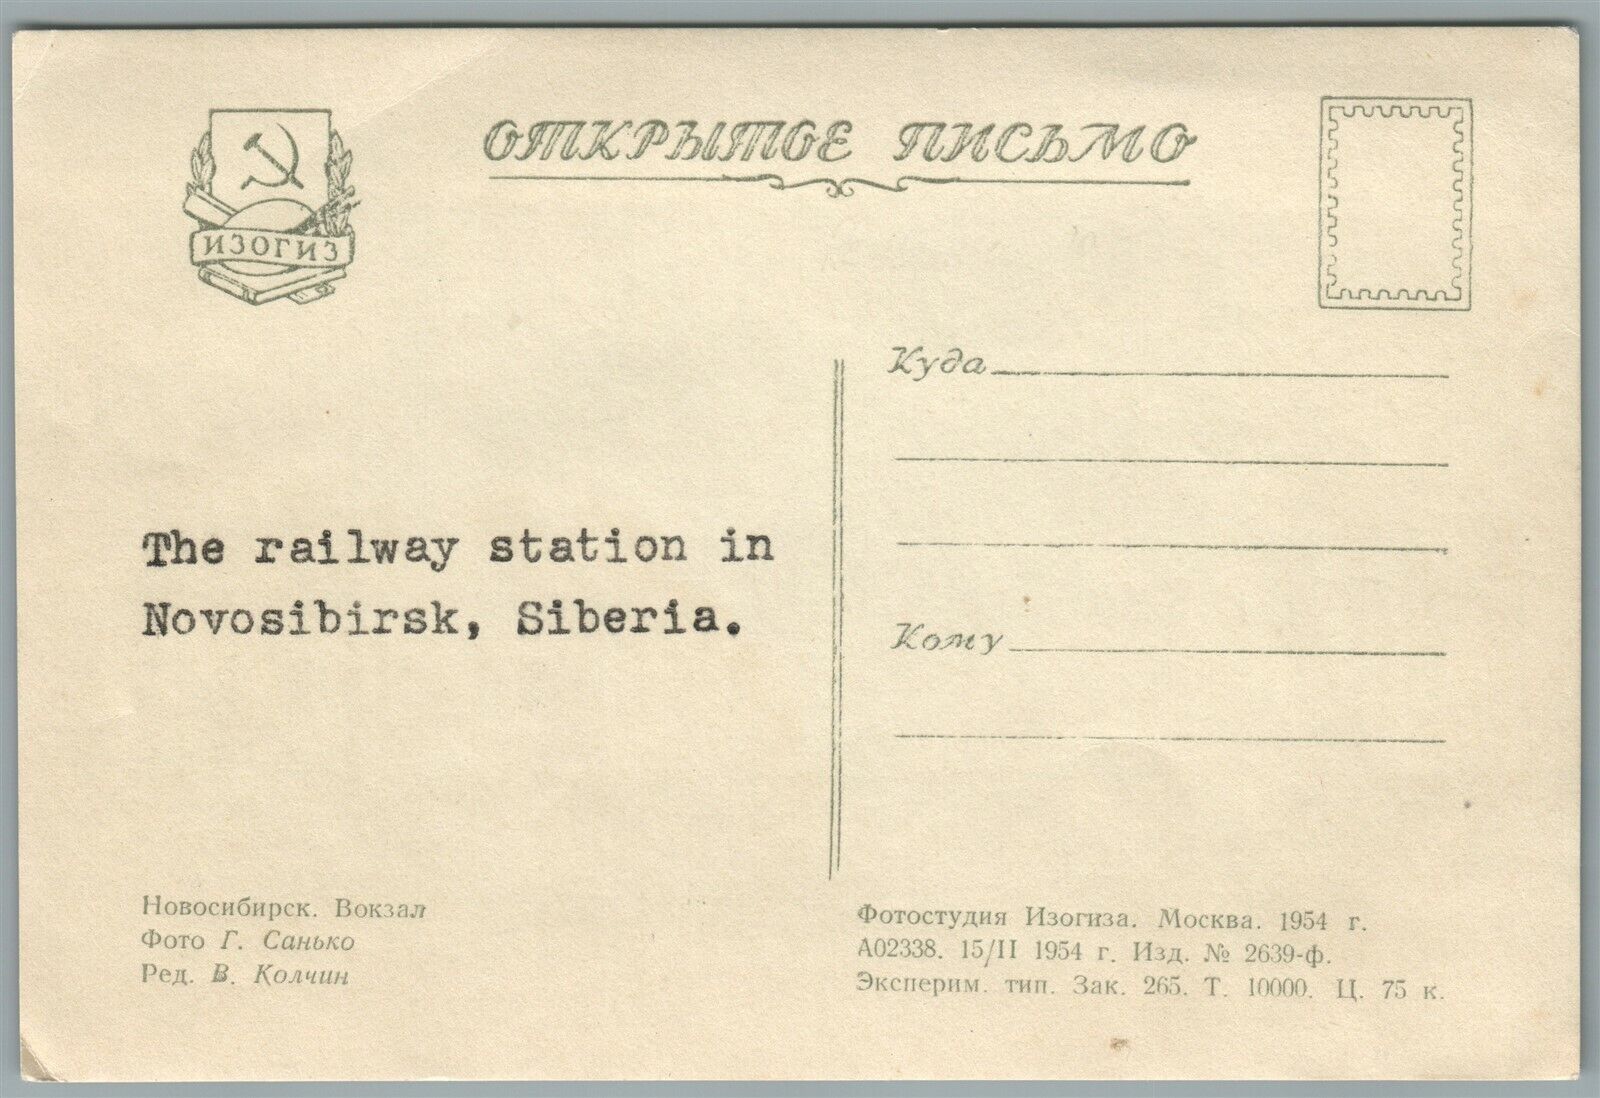 ОТКРЫТОЕ ПИСЬМО
ИЗОГИЗ
Куда
Кому
The railway station in
Novosibirsk, Siberia.
Новосибирск. Вокзал
Фото Г. Санько
Ред. В. Колчин
Фотостудия Изогиза. Москва. 1954 г.
А02338. 15/II 1954 г. Изд. № 2639-ф.
Эксперим. тип. Зак. 265. Т. 10000. Ц. 75 к.